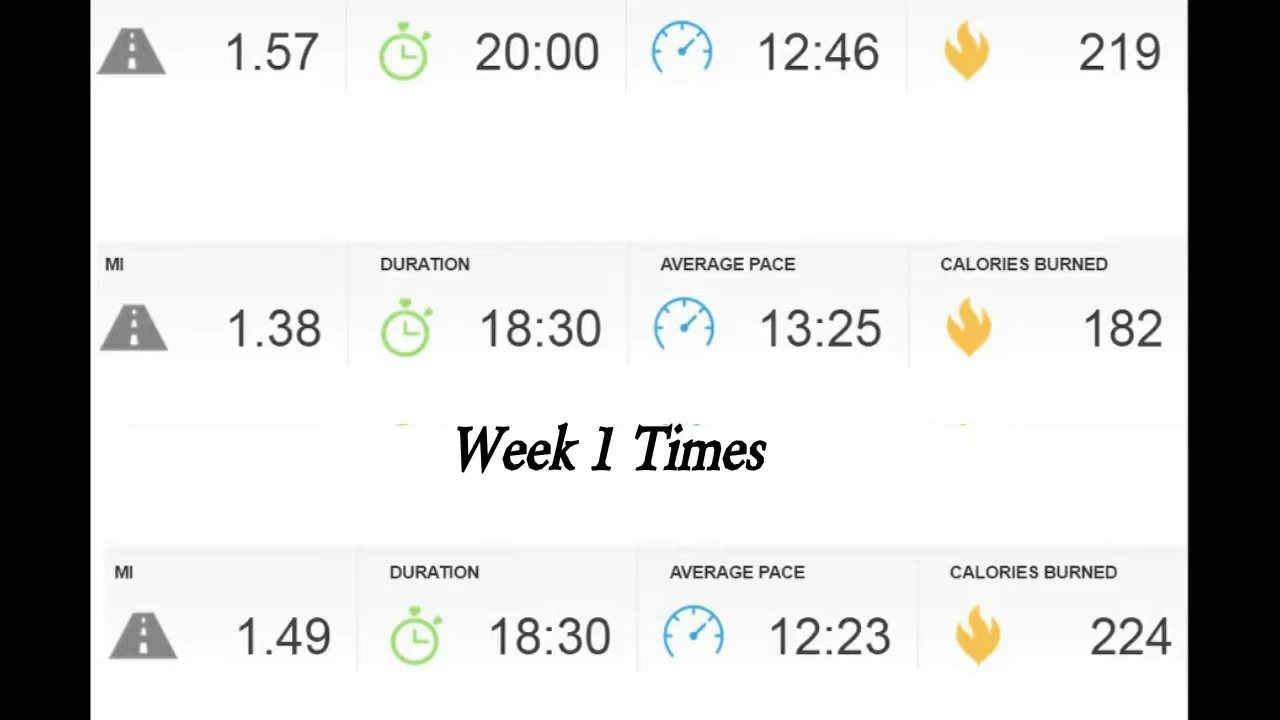 1.57 20:00 12:46 219
MI DURATION AVERAGE PACE CALORIES BURNED
1.38 18:30 13:25 182
Week 1 Times
MI DURATION AVERAGE PACE CALORIES BURNED
1.49 18:30 12:23 224